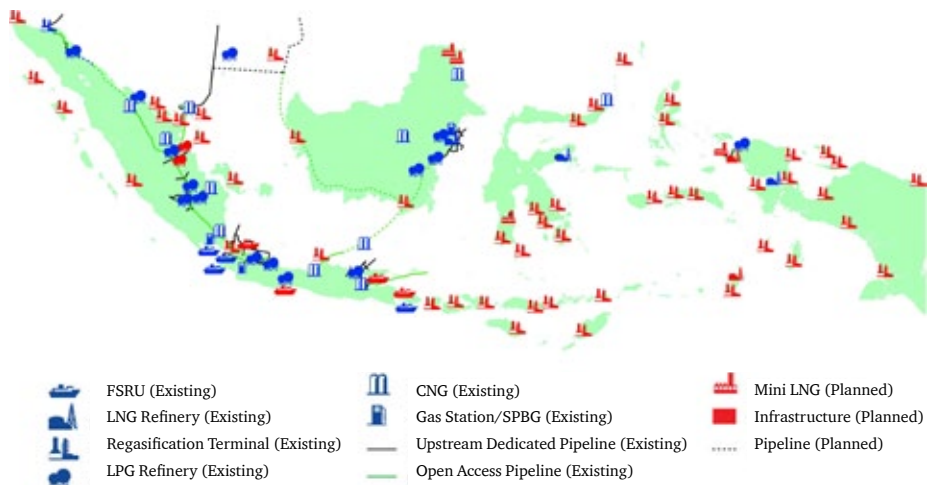 FSRU (Existing)
LNG Refinery (Existing)
Regasification Terminal (Existing)
LPG Refinery (Existing)
CNG (Existing)
Gas Station/SPBG (Existing)
Upstream Dedicated Pipeline (Existing)
Open Access Pipeline (Existing)
Mini LNG (Planned)
Infrastructure (Planned)
Pipeline (Planned)